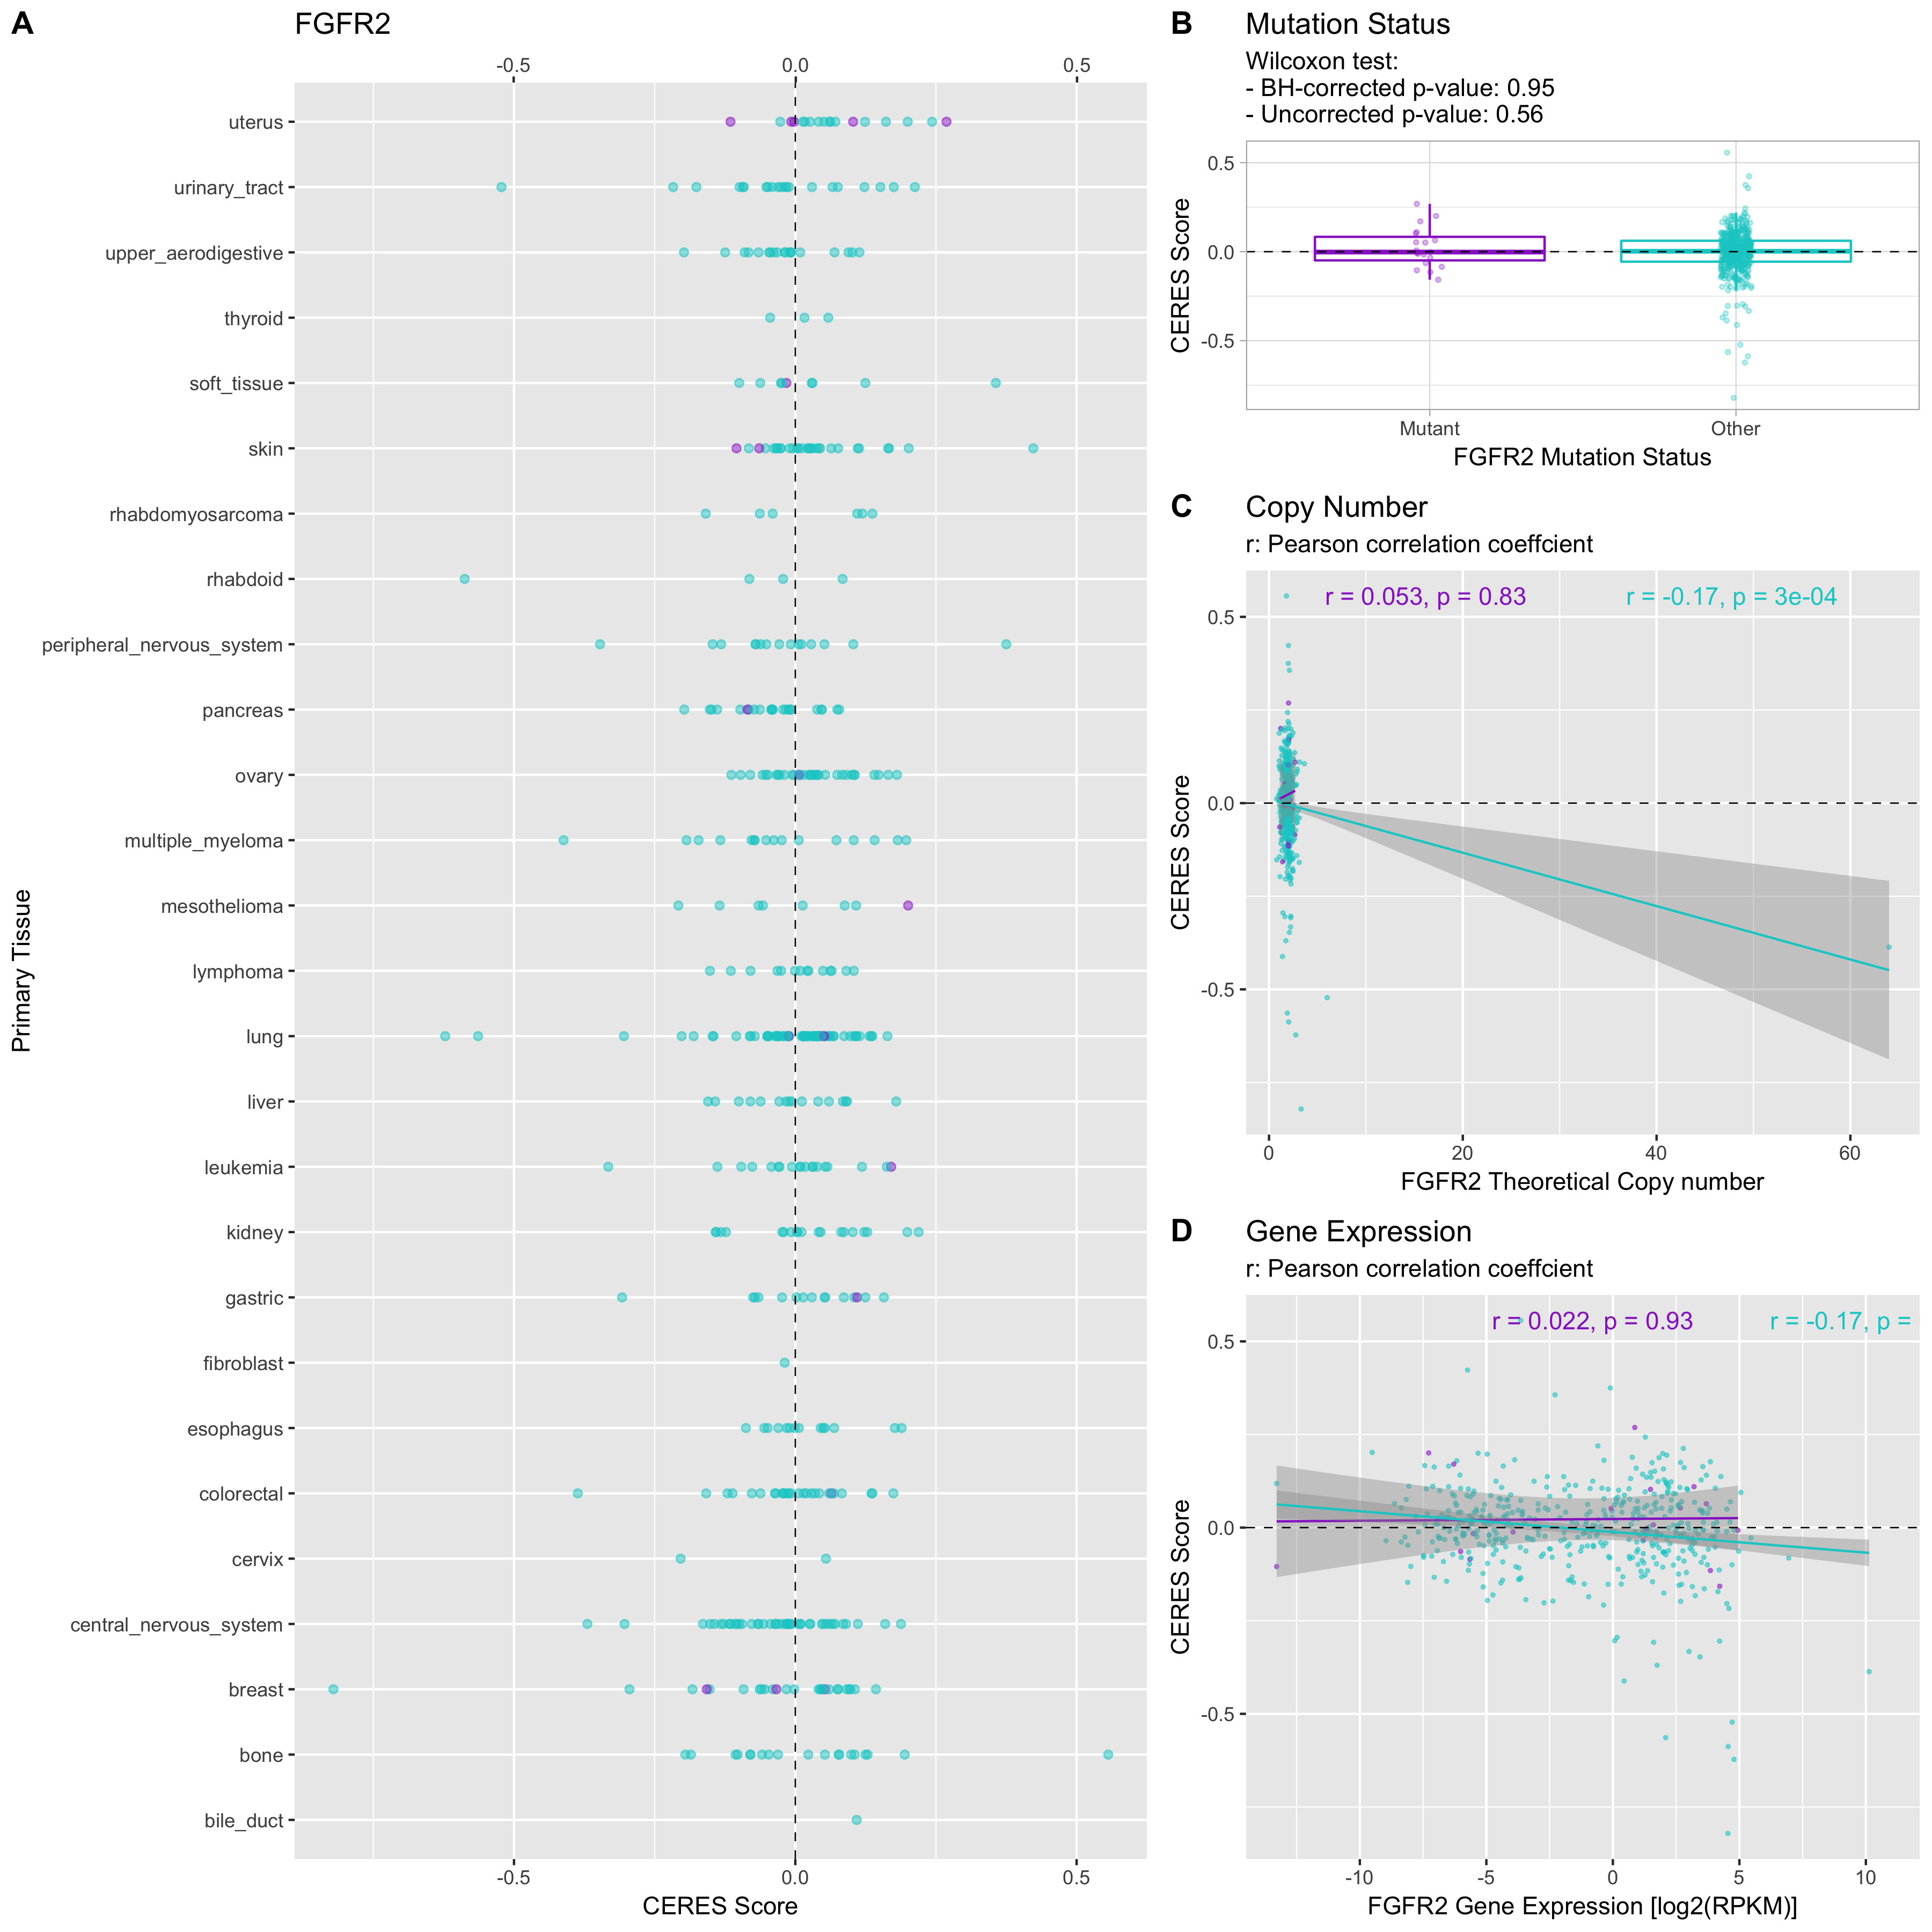 A
FGFR2
-0.5 0.0 0.5
Primary Tissue
uterus
urinary_tract
upper_aerodigestive
thyroid
soft_tissue
skin
rhabdomyosarcoma
rhabdoid
peripheral_nervous_system
pancreas
ovary
multiple_myeloma
mesothelioma
lymphoma
lung
liver
leukemia
kidney
gastric
fibroblast
esophagus
colorectal
cervix
central_nervous_system
breast
bone
bile_duct
-0.5 0.0 0.5
CERES Score
B
Mutation Status
Wilcoxon test:
- BH-corrected p-value: 0.95
- Uncorrected p-value: 0.56
CERES Score
0.5
0.0
-0.5
Mutant Other
FGFR2 Mutation Status
C
Copy Number
r: Pearson correlation coeffcient
r = 0.053, p = 0.83 r = -0.17, p = 3e-04
CERES Score
0.5
0.0
-0.5
0 20 40 60
FGFR2 Theoretical Copy number
D
Gene Expression
r: Pearson correlation coeffcient
r = 0.022, p = 0.93 r = -0.17, p =
CERES Score
0.5
0.0
-0.5
-10 -5 0 5 10
FGFR2 Gene Expression [log2(RPKM)]